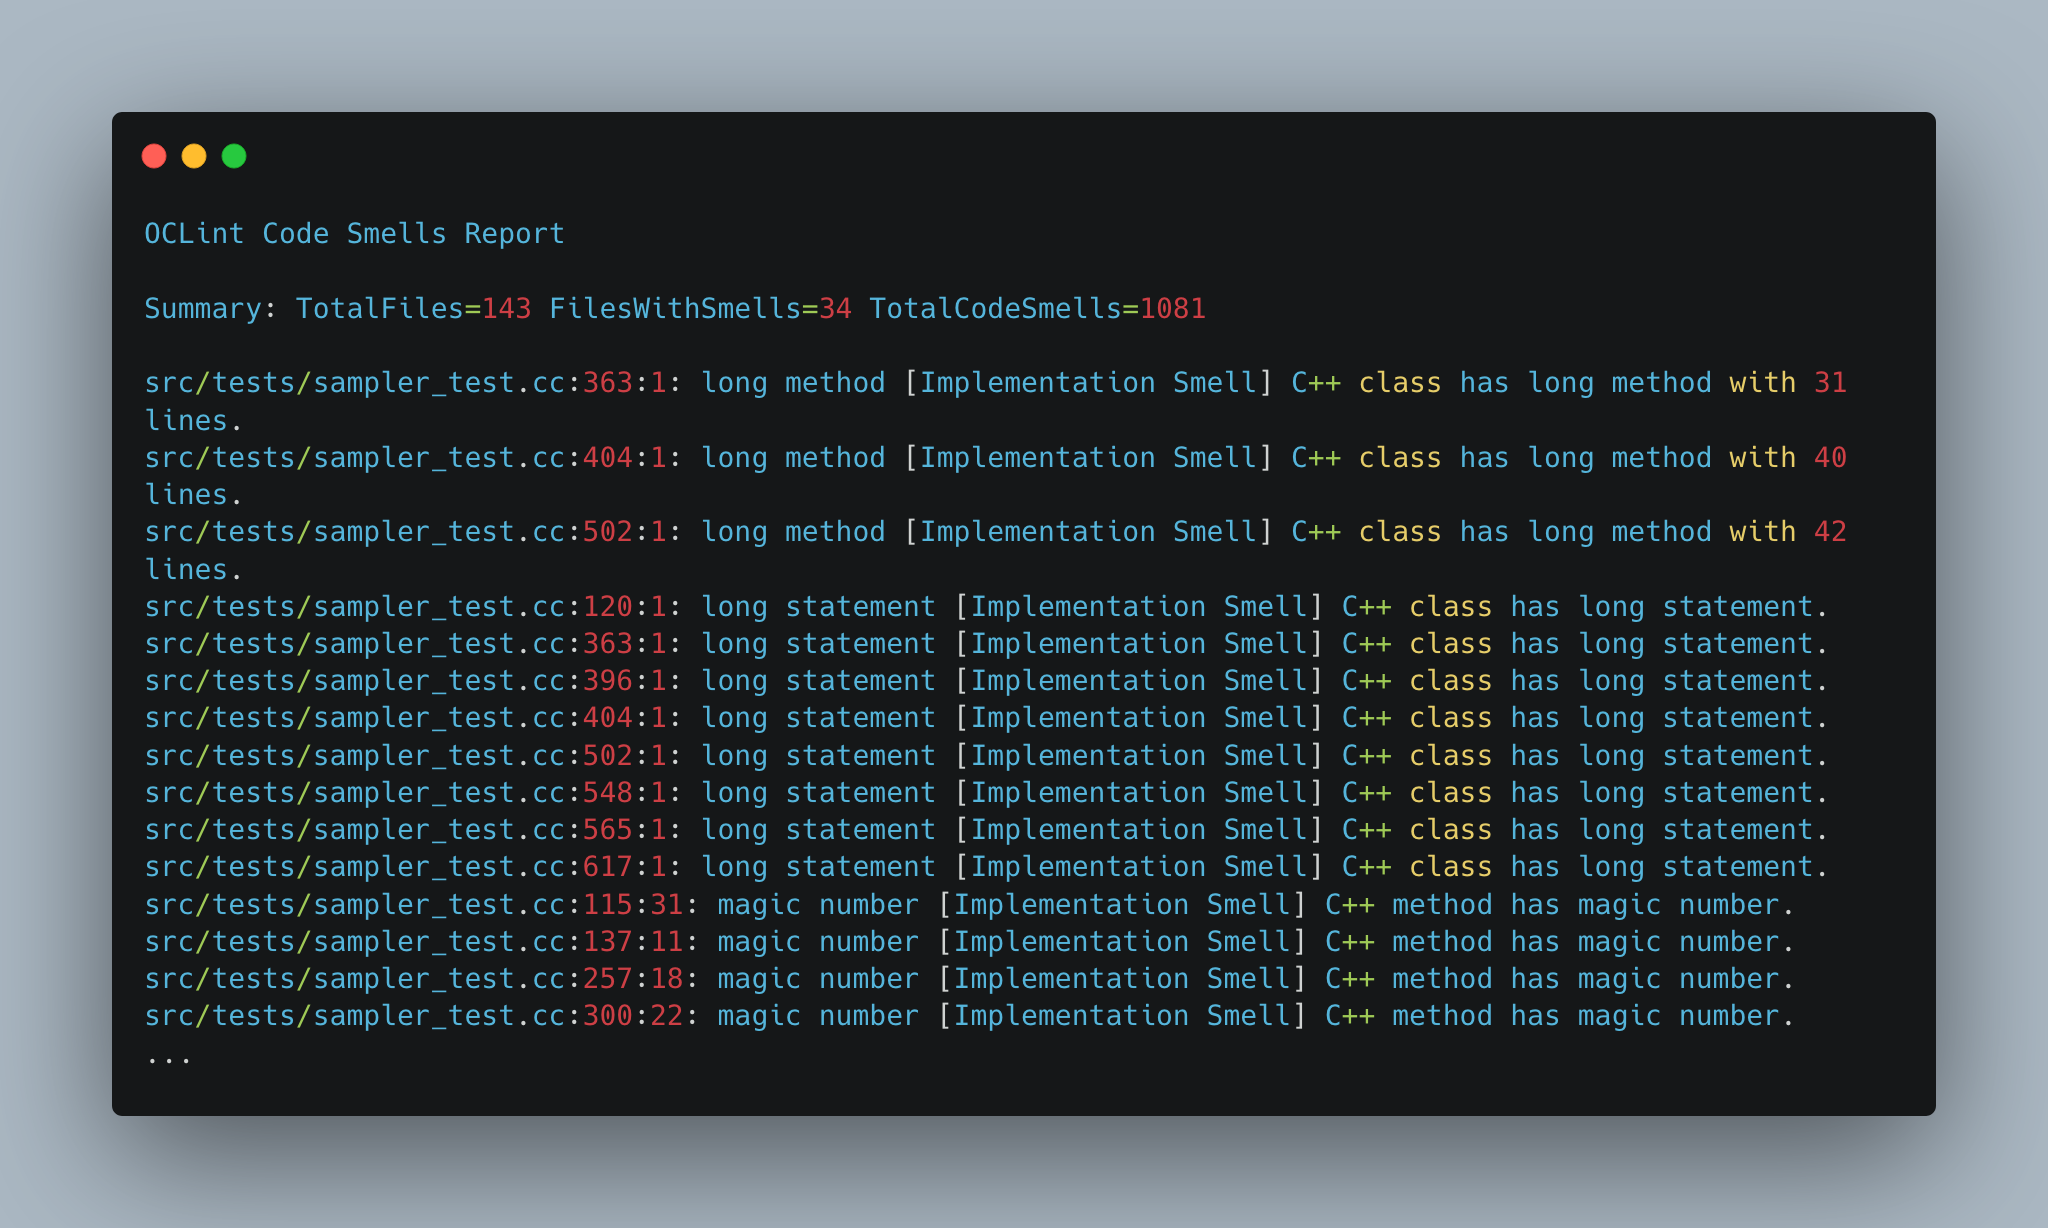 OCLint Code Smells Report
Summary: TotalFiles=143 FilesWithSmells=34 TotalCodeSmells=1081
src/tests/sampler_test.cc:363:1: long method [Implementation Smell] C++ class has long method with 31
lines.
src/tests/sampler_test.cc:404:1: long method [Implementation Smell] C++ class has long method with 40
lines.
src/tests/sampler_test.cc:502:1: long method [Implementation Smell] C++ class has long method with 42
lines.
src/tests/sampler_test.cc:120:1: long statement [Implementation Smell] C++ class has long statement.
src/tests/sampler_test.cc:363:1: long statement [Implementation Smell] C++ class has long statement.
src/tests/sampler_test.cc:396:1: long statement [Implementation Smell] C++ class has long statement.
src/tests/sampler_test.cc:404:1: long statement [Implementation Smell] C++ class has long statement.
src/tests/sampler_test.cc:502:1: long statement [Implementation Smell] C++ class has long statement.
src/tests/sampler_test.cc:548:1: long statement [Implementation Smell] C++ class has long statement.
src/tests/sampler_test.cc:565:1: long statement [Implementation Smell] C++ class has long statement.
src/tests/sampler_test.cc:617:1: long statement [Implementation Smell] C++ class has long statement.
src/tests/sampler_test.cc:115:31: magic number [Implementation Smell] C++ method has magic number.
src/tests/sampler_test.cc:137:11: magic number [Implementation Smell] C++ method has magic number.
src/tests/sampler_test.cc:257:18: magic number [Implementation Smell] C++ method has magic number.
src/tests/sampler_test.cc:300:22: magic number [Implementation Smell] C++ method has magic number.
...